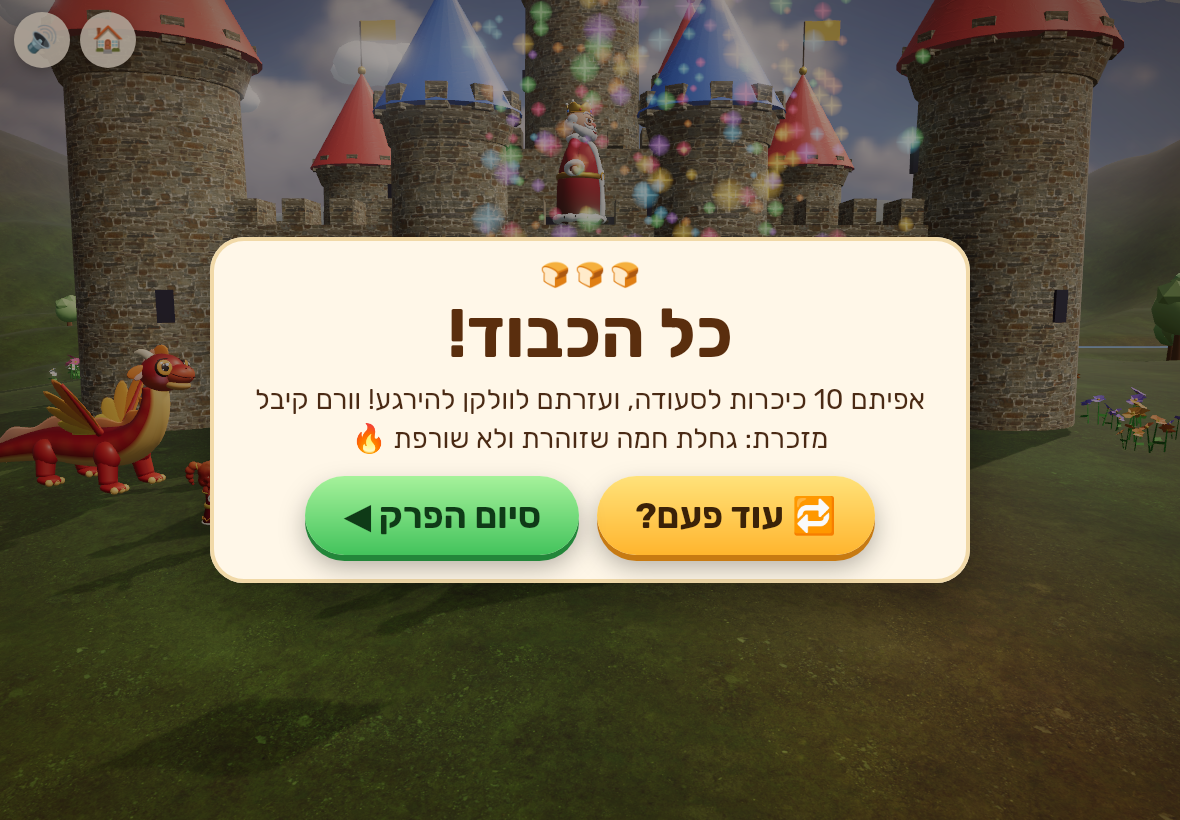 כל הכבוד!
אפיתם 10 כיכרות לסעודה, ועזרתם לוולקן להירגע! וורם קיבל
מזכרת: גחלת חמה שזוהרת ולא שורפת 🔥
🔁 עוד פעם?
סיום הפרק ◀